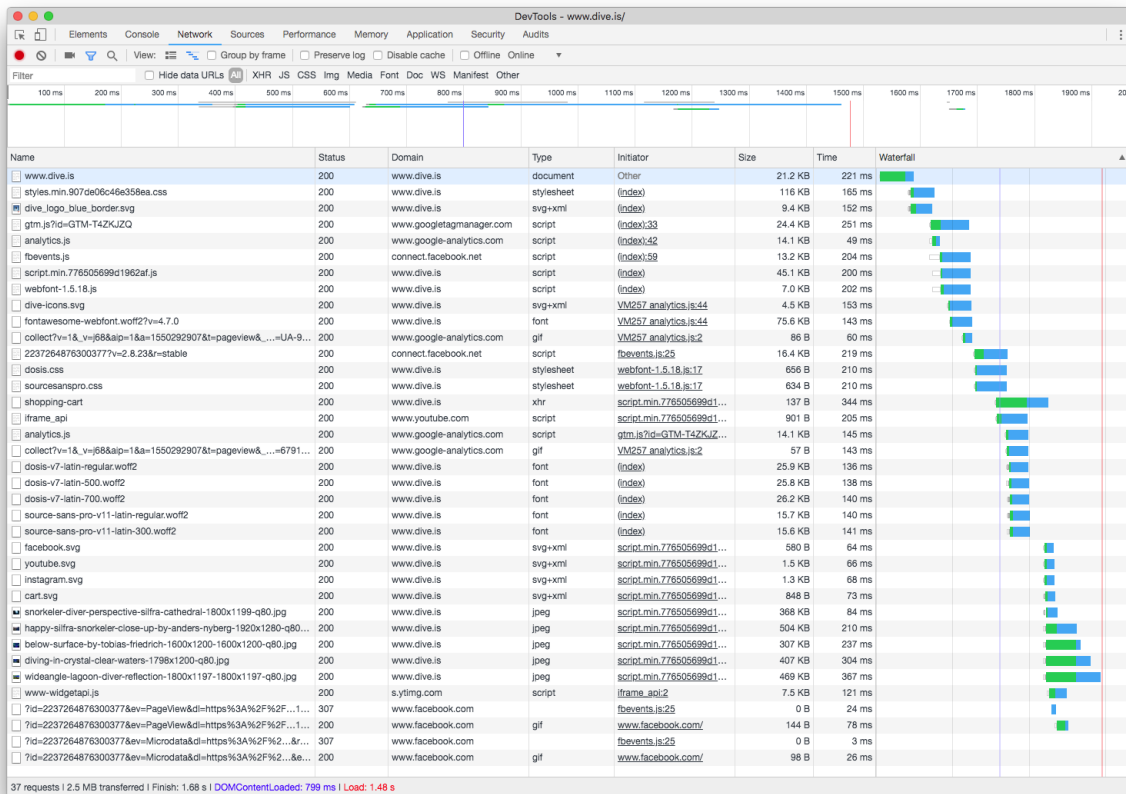 DevTools - www.dive.is/
Elements Console Network Sources Performance Memory Application Security Audits
View: Group by frame Preserve log Disable cache Offline Online
Filter Hide data URLs All XHR JS CSS Img Media Font Doc WS Manifest Other
100 ms 200 ms 300 ms 400 ms 500 ms 600 ms 700 ms 800 ms 900 ms 1000 ms 1100 ms 1200 ms 1300 ms 1400 ms 1500 ms 1600 ms 1700 ms 1800 ms 1900 ms 20
Name Status Domain Type Initiator Size Time Waterfall
www.dive.is 200 www.dive.is document Other 21.2 KB 221 ms
styles.min.907de06c46e358ea.css 200 www.dive.is stylesheet (index) 116 KB 165 ms
dive_logo_blue_border.svg 200 www.dive.is svg+xml (index) 9.4 KB 152 ms
gtm.js?id=GTM-T4ZKJZQ 200 www.googletagmanager.com script (index):33 24.4 KB 251 ms
analytics.js 200 www.google-analytics.com script (index):42 14.1 KB 49 ms
fbevents.js 200 connect.facebook.net script (index):59 13.2 KB 204 ms
script.min.776505699d1962af.js 200 www.dive.is script (index) 45.1 KB 200 ms
webfont-1.5.18.js 200 www.dive.is script (index) 7.0 KB 202 ms
dive-icons.svg 200 www.dive.is svg+xml VM257 analytics.js:44 4.5 KB 153 ms
fontawesome-webfont.woff2?v=4.7.0 200 www.dive.is font VM257 analytics.js:44 75.6 KB 143 ms
collect?v=1&_v=j68&aip=1&a=1550292907&t=pageview&_...=UA-9... 200 www.google-analytics.com gif VM257 analytics.js:2 86 B 60 ms
2237264876300377?v=2.8.23&r=stable 200 connect.facebook.net script fbevents.js:25 16.4 KB 219 ms
dosis.css 200 www.dive.is stylesheet webfont-1.5.18.js:17 656 B 210 ms
sourcesanspro.css 200 www.dive.is stylesheet webfont-1.5.18.js:17 634 B 210 ms
shopping-cart 200 www.dive.is xhr script.min.776505699d1... 137 B 344 ms
iframe_api 200 www.youtube.com script script.min.776505699d1... 901 B 205 ms
analytics.js 200 www.google-analytics.com script gtm.js?id=GTM-T4ZKJZ... 14.1 KB 145 ms
collect?v=1&_v=j68&aip=1&a=1550292907&t=pageview&_...=6791... 200 www.google-analytics.com gif VM257 analytics.js:2 57 B 143 ms
dosis-v7-latin-regular.woff2 200 www.dive.is font (index) 25.9 KB 136 ms
dosis-v7-latin-500.woff2 200 www.dive.is font (index) 25.8 KB 138 ms
dosis-v7-latin-700.woff2 200 www.dive.is font (index) 26.2 KB 140 ms
source-sans-pro-v11-latin-regular.woff2 200 www.dive.is font (index) 15.7 KB 140 ms
source-sans-pro-v11-latin-300.woff2 200 www.dive.is font (index) 15.6 KB 141 ms
facebook.svg 200 www.dive.is svg+xml script.min.776505699d1... 580 B 64 ms
youtube.svg 200 www.dive.is svg+xml script.min.776505699d1... 1.5 KB 66 ms
instagram.svg 200 www.dive.is svg+xml script.min.776505699d1... 1.3 KB 68 ms
cart.svg 200 www.dive.is svg+xml script.min.776505699d1... 848 B 73 ms
snorkeler-diver-perspective-silfra-cathedral-1800x1199-q80.jpg 200 www.dive.is jpeg script.min.776505699d1... 368 KB 84 ms
happy-silfra-snorkeler-close-up-by-anders-nyberg-1920x1280-q80... 200 www.dive.is jpeg script.min.776505699d1... 504 KB 210 ms
below-surface-by-tobias-friedrich-1600x1200-1600x1200-q80.jpg 200 www.dive.is jpeg script.min.776505699d1... 307 KB 237 ms
diving-in-crystal-clear-waters-1798x1200-q80.jpg 200 www.dive.is jpeg script.min.776505699d1... 407 KB 304 ms
wideangle-lagoon-diver-reflection-1800x1197-1800x1197-q80.jpg 200 www.dive.is jpeg script.min.776505699d1... 469 KB 367 ms
www-widgetapi.js 200 s.ytimg.com script iframe_api:2 7.5 KB 121 ms
?id=2237264876300377&ev=PageView&dl=https%3A%2F%2F...1... 307 www.facebook.com fbevents.js:25 0 B 24 ms
?id=2237264876300377&ev=PageView&dl=https%3A%2F%2F...1... 200 www.facebook.com gif www.facebook.com/ 144 B 78 ms
?id=2237264876300377&ev=Microdata&dl=https%3A%2F%2...&r... 307 www.facebook.com fbevents.js:25 0 B 3 ms
?id=2237264876300377&ev=Microdata&dl=https%3A%2F%2...&e... 200 www.facebook.com gif www.facebook.com/ 98 B 26 ms
37 requests | 2.5 MB transferred | Finish: 1.68 s | DOMContentLoaded: 799 ms | Load: 1.48 s